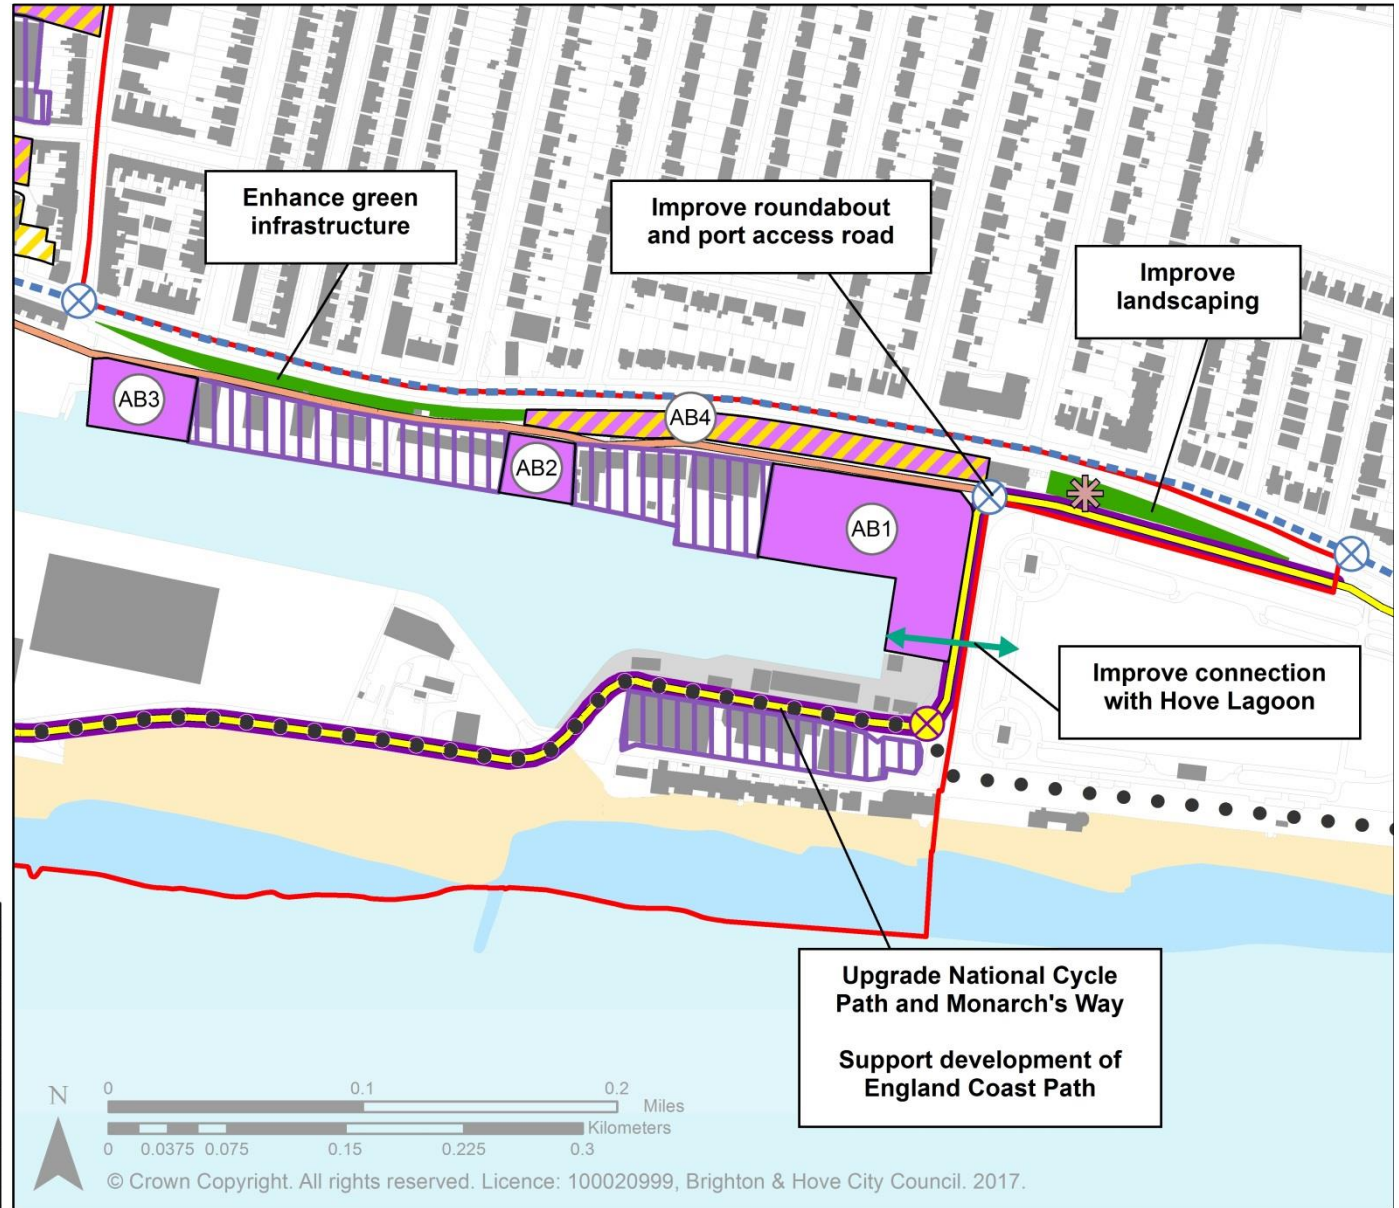 Enhance green
infrastructure
Improve roundabout
and port access road
Improve
landscaping
AB3
AB4
AB2
AB1
Improve connection
with Hove Lagoon
Upgrade National Cycle
Path and Monarch's Way
Support development of
England Coast Path
N
0 0.1 0.2
Miles
Kilometers
0 0.0375 0.075 0.15 0.225 0.3
© Crown Copyright. All rights reserved. Licence: 100020999, Brighton & Hove City Council. 2017.